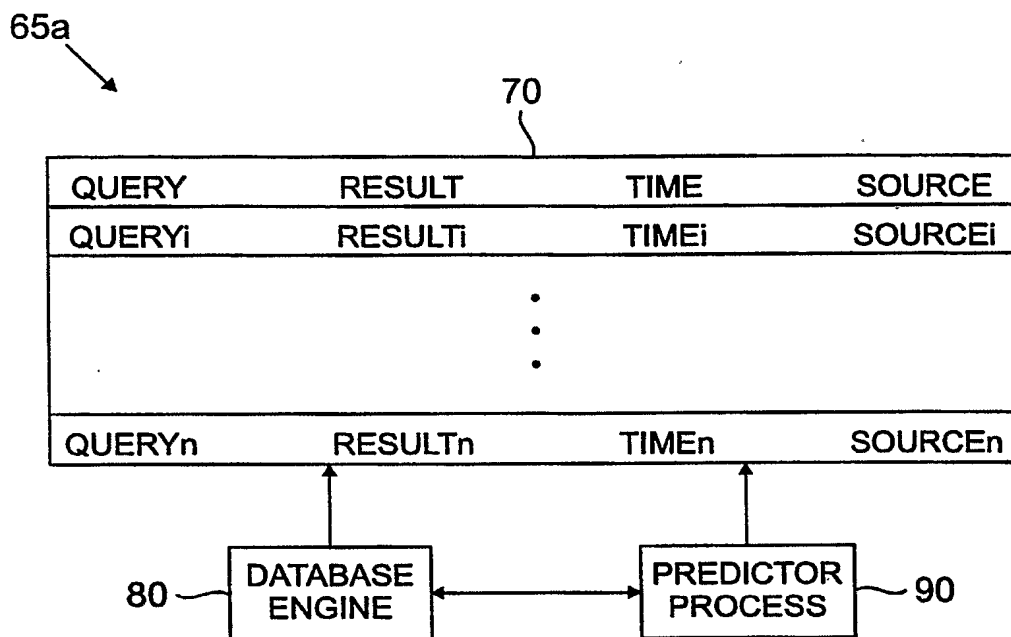 65a
70
QUERY RESULT TIME SOURCE
QUERYi RESULTi TIMEi SOURCEi
QUERYn RESULTn TIMEn SOURCEn
80
DATABASE
ENGINE
PREDICTOR
PROCESS
90